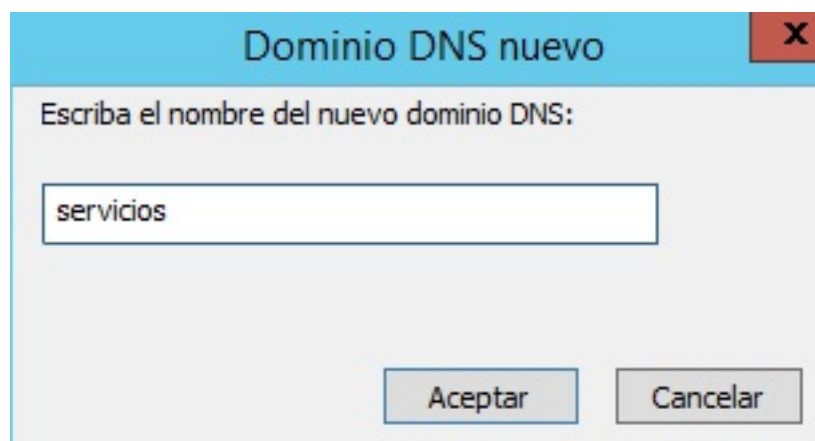 Dominio DNS nuevo
x
Escriba el nombre del nuevo dominio DNS:
servicios
Aceptar Cancelar